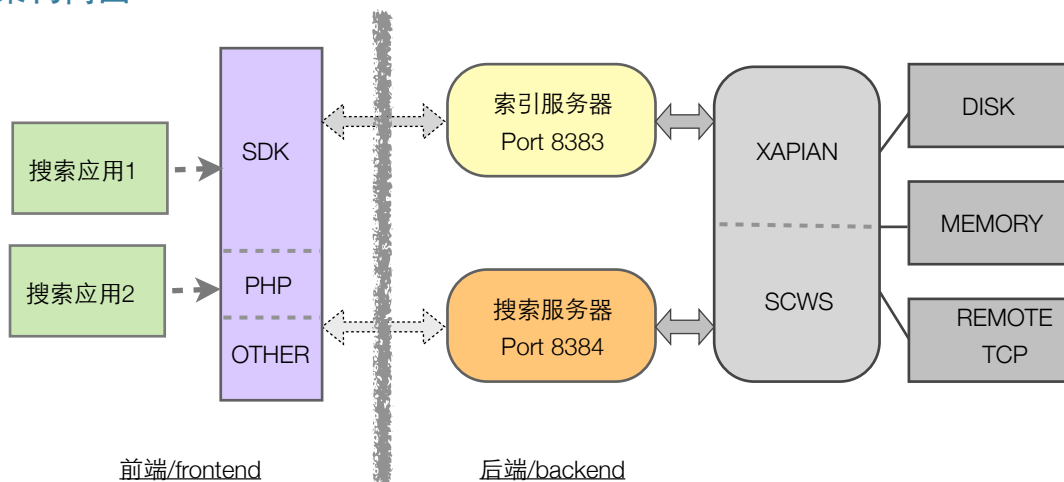 搜索应用1
搜索应用2
SDK
PHP
OTHER
索引服务器
Port 8383
搜索服务器
Port 8384
XAPIAN
SCWS
DISK
MEMORY
REMOTE
TCP
前端/frontend
后端/backend